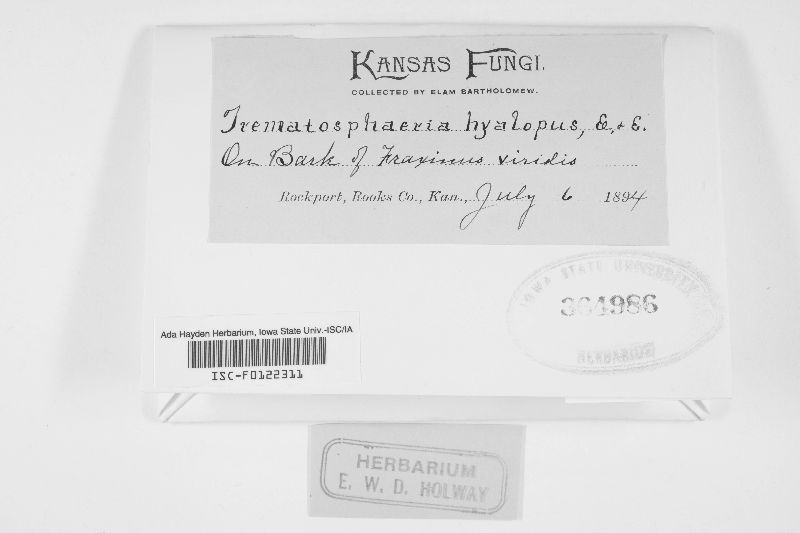 KANSAS FUNGI.
COLLECTED BY ELAM BARTHOLOMEW.
Trematosphaeria hyalopus, E. & E.
On Bark of Fraxinus viridis
Rockport, Rooks Co., Kan., July 6 1894
IOWA STATE UNIVERSITY
364986
HERBARIUM
Ada Hayden Herbarium, Iowa State Univ.-ISC/IA
ISC-F0122311
HERBARIUM
E. W. D. HOLWAY